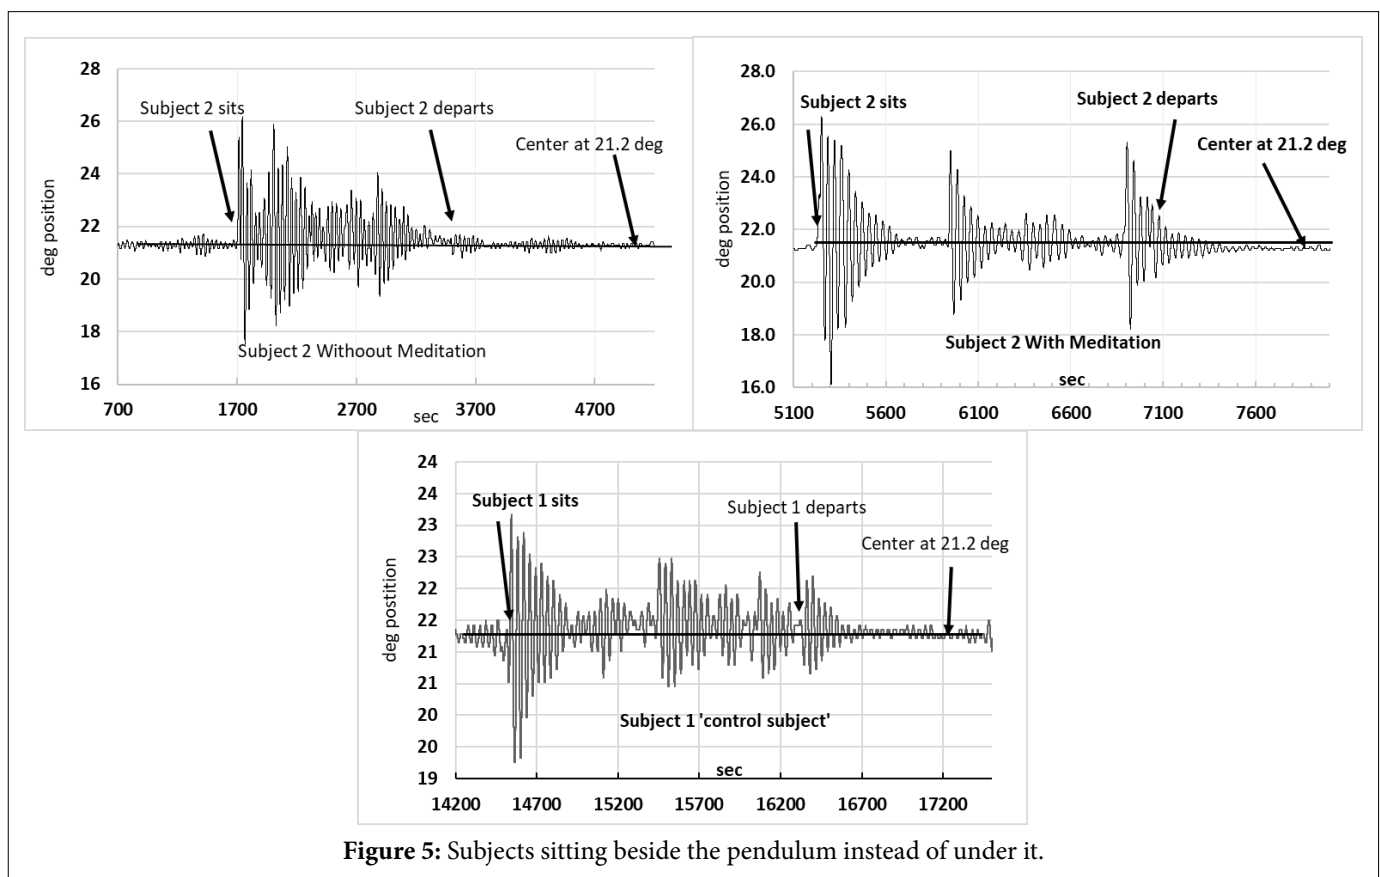 28
26
24
22
20
18
16
deg position
Subject 2 sits
Subject 2 departs
Center at 21.2 deg
Subject 2 Withoout Meditation
700 1700 2700 3700 4700
sec
28.0
26.0
24.0
22.0
20.0
18.0
16.0
deg position
Subject 2 sits
Subject 2 departs
Center at 21.2 deg
Subject 2 With Meditation
sec
5100 5600 6100 6600 7100 7600
24
24
23
23
22
22
21
21
20
20
19
deg postition
Subject 1 sits
Subject 1 departs
Center at 21.2 deg
Subject 1 'control subject'
sec
14200 14700 15200 15700 16200 16700 17200
Figure 5: Subjects sitting beside the pendulum instead of under it.